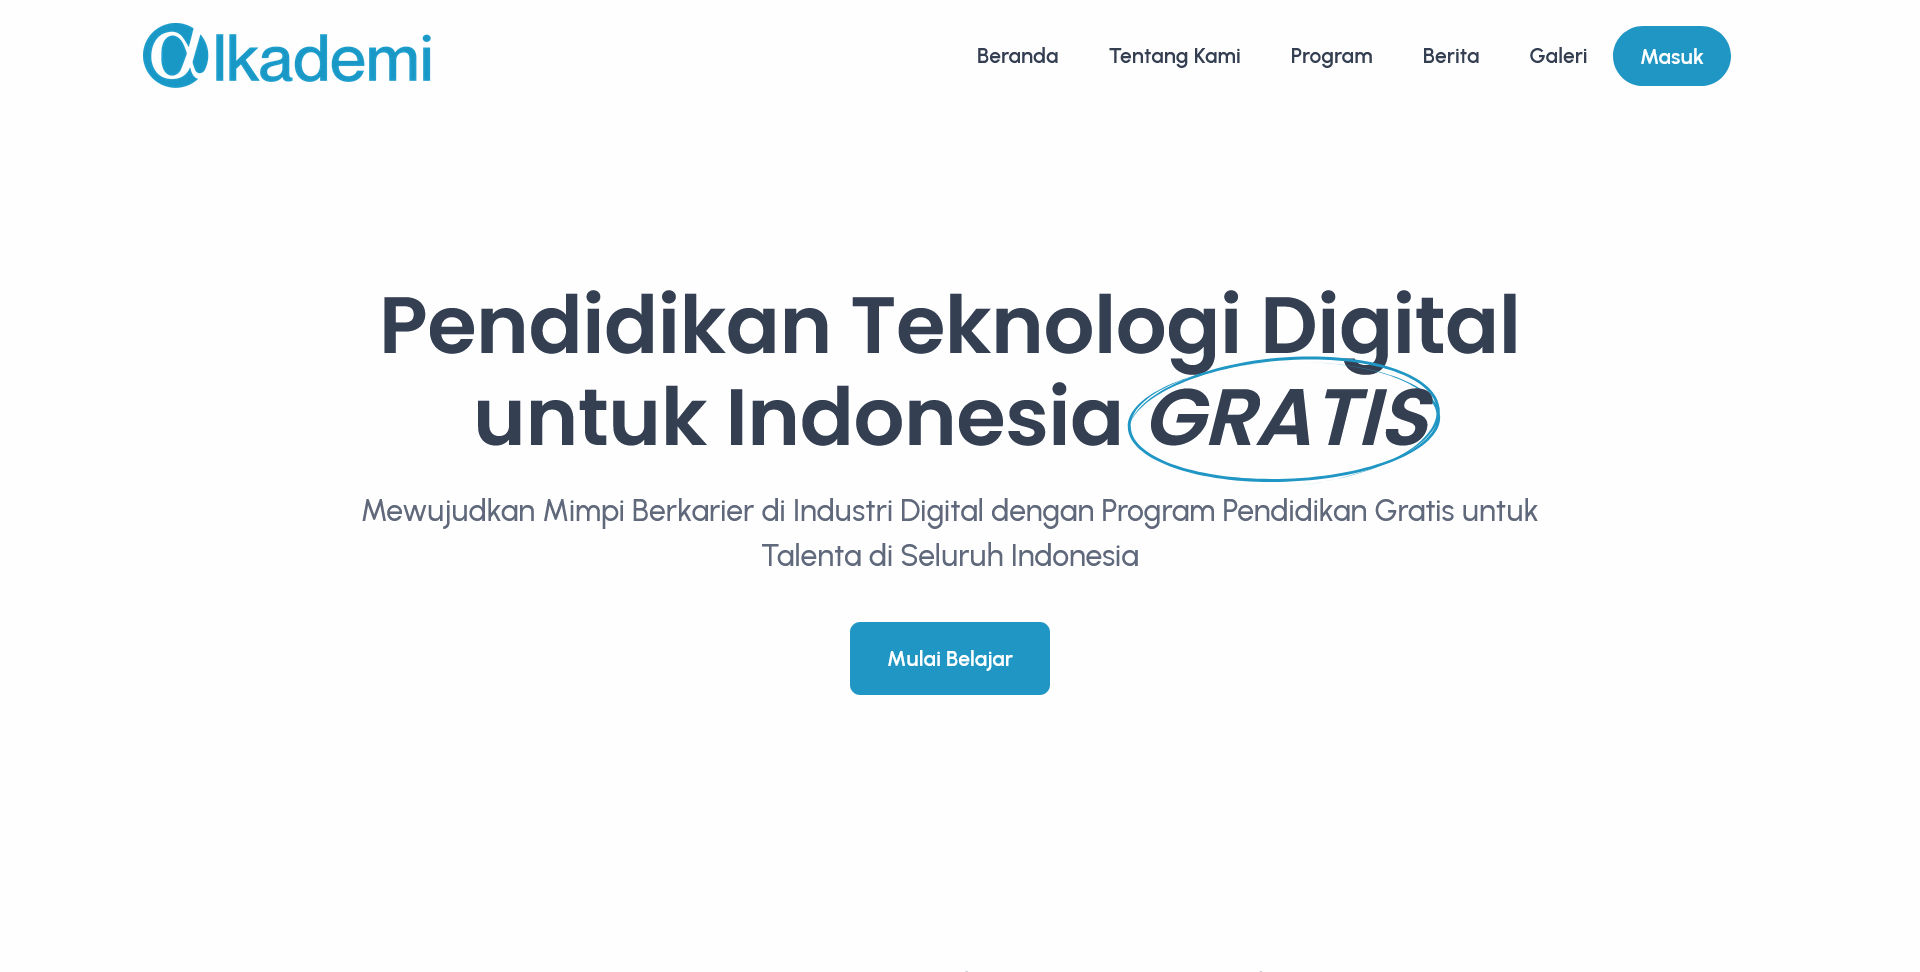 αlkademi
Beranda
Tentang Kami
Program
Berita
Galeri
Masuk
Pendidikan Teknologi Digital
untuk Indonesia GRATIS
Mewujudkan Mimpi Berkarier di Industri Digital dengan Program Pendidikan Gratis untuk
Talenta di Seluruh Indonesia
Mulai Belajar